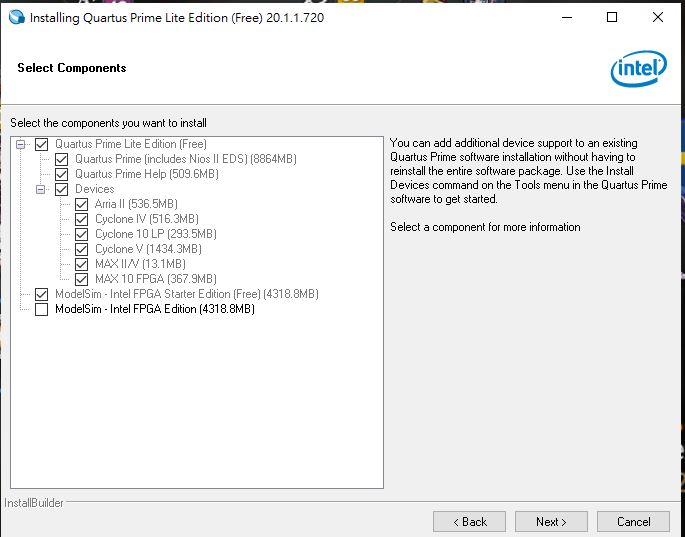 Installing Quartus Prime Lite Edition (Free) 20.1.1.720
Select Components
intel
Select the components you want to install
Quartus Prime Lite Edition (Free)
Quartus Prime (includes Nios II EDS) (8864MB)
Quartus Prime Help (509.6MB)
Devices
Arria II (536.5MB)
Cyclone IV (516.3MB)
Cyclone 10 LP (293.5MB)
Cyclone V (1434.3MB)
MAX II/V (13.1MB)
MAX 10 FPGA (367.9MB)
ModelSim - Intel FPGA Starter Edition (Free) (4318.8MB)
ModelSim - Intel FPGA Edition (4318.8MB)
You can add additional device support to an existing
Quartus Prime software installation without having to
reinstall the entire software package. Use the Install
Devices command on the Tools menu in the Quartus Prime
software to get started.
Select a component for more information
InstallBuilder
< Back
Next >
Cancel